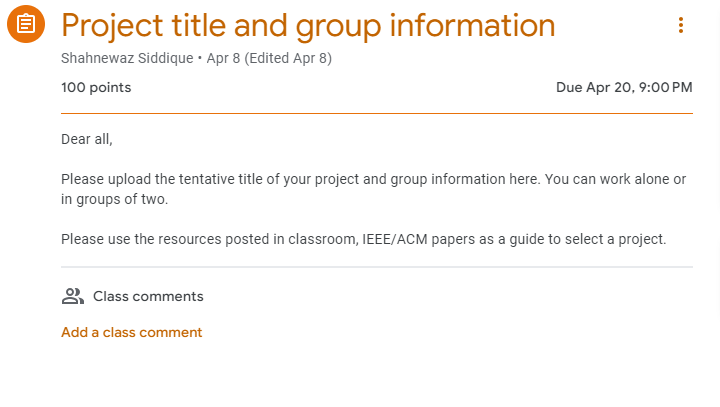 Project title and group information
Shahnewaz Siddique • Apr 8 (Edited Apr 8)
100 points
Due Apr 20, 9:00 PM
Dear all,
Please upload the tentative title of your project and group information here. You can work alone or
in groups of two.
Please use the resources posted in classroom, IEEE/ACM papers as a guide to select a project.
Class comments
Add a class comment